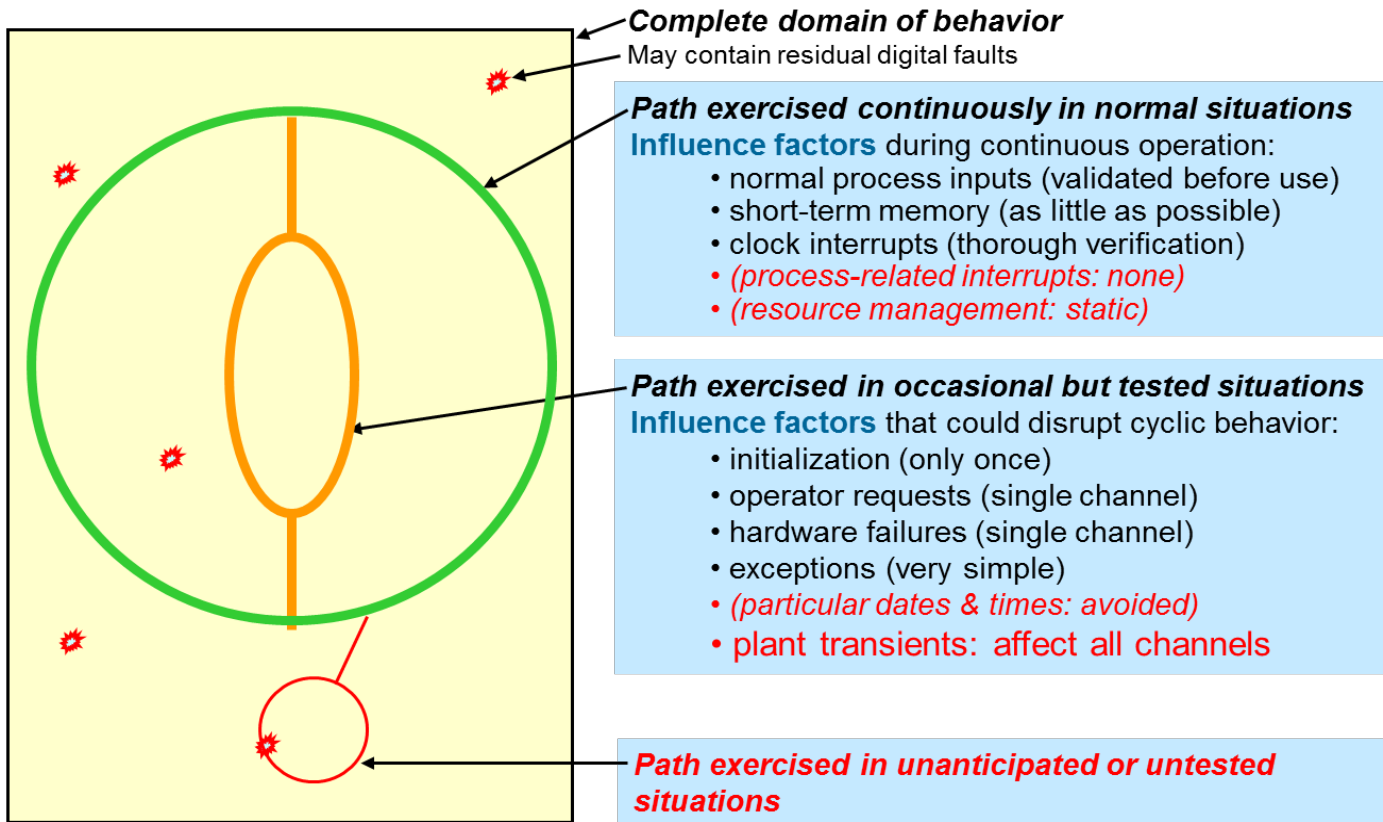 Complete domain of behavior
May contain residual digital faults
Path exercised continuously in normal situations
Influence factors during continuous operation:
• normal process inputs (validated before use)
• short-term memory (as little as possible)
• clock interrupts (thorough verification)
• (process-related interrupts: none)
• (resource management: static)
Path exercised in occasional but tested situations
Influence factors that could disrupt cyclic behavior:
• initialization (only once)
• operator requests (single channel)
• hardware failures (single channel)
• exceptions (very simple)
• (particular dates & times: avoided)
• plant transients: affect all channels
Path exercised in unanticipated or untested
situations